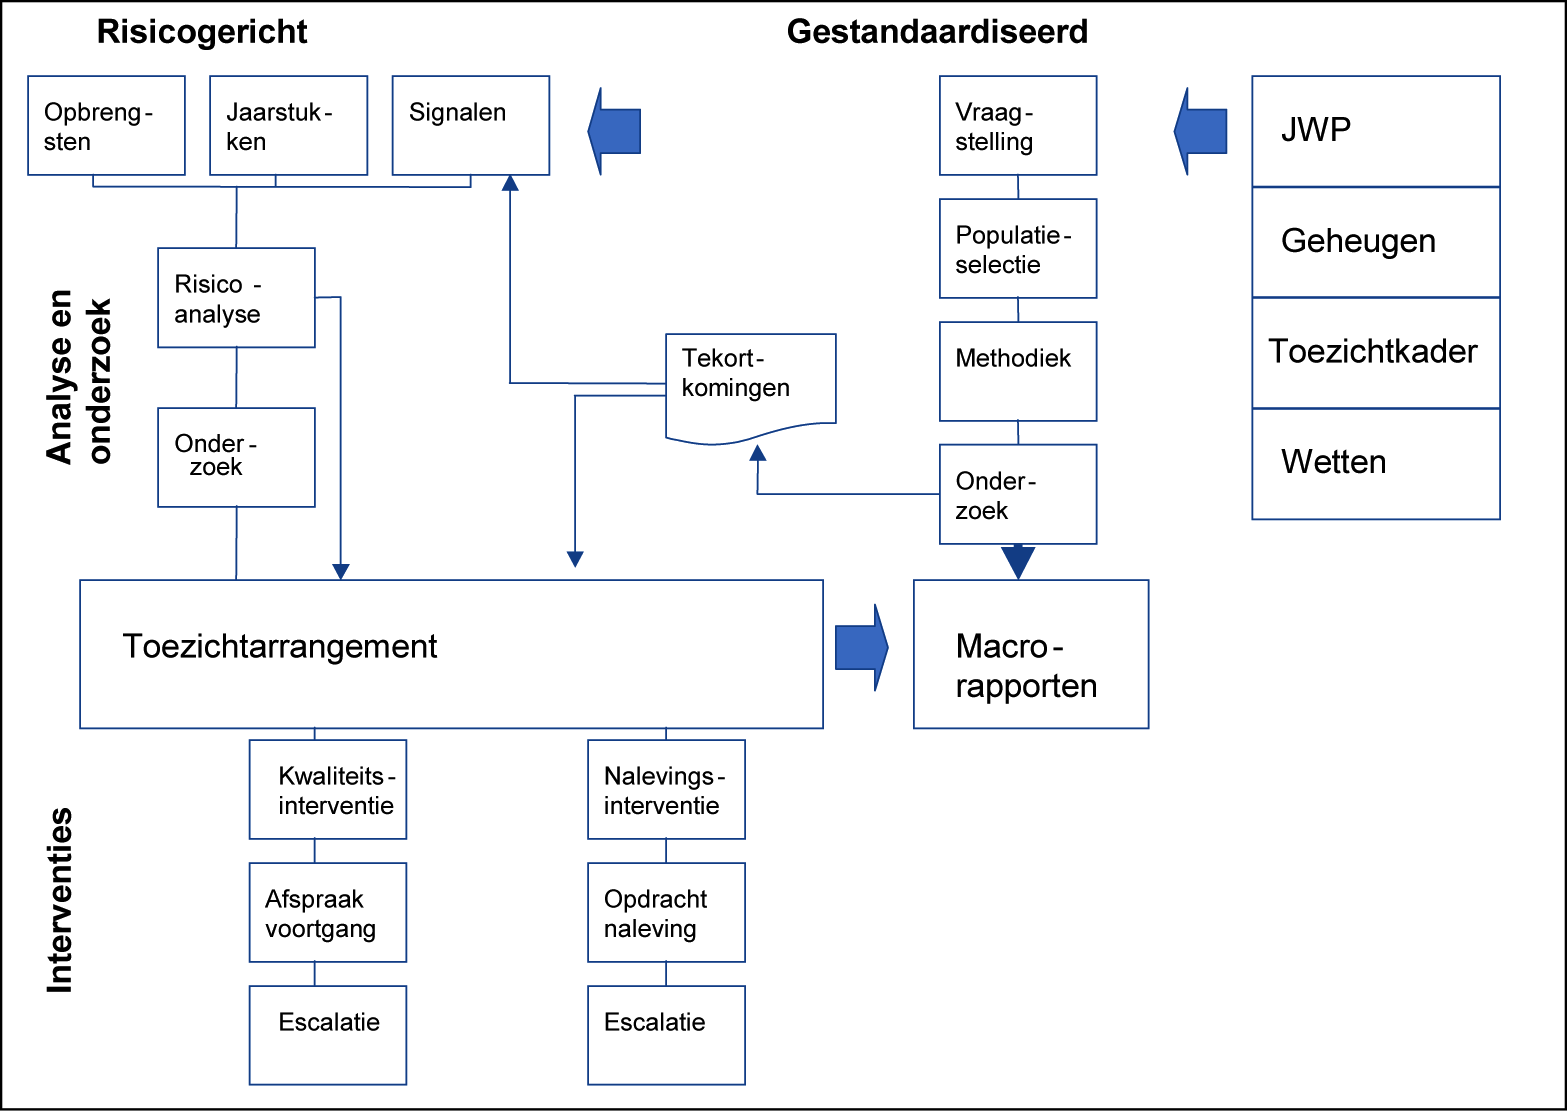 Risicogericht
Gestandaardiseerd
Opbreng-
sten
Jaarstuk-
ken
Signalen
Vraag-
stelling
JWP
Geheugen
Toezichtkader
Wetten
Populatie-
selectie
Methodiek
Onder-
zoek
Analyse en
onderzoek
Risico -
analyse
Onder-
zoek
Tekort-
komingen
Toezichtarrangement
Macro-
rapporten
Interventies
Kwaliteits-
interventie
Afspraak
voortgang
Escalatie
Nalevings-
interventie
Opdracht
naleving
Escalatie